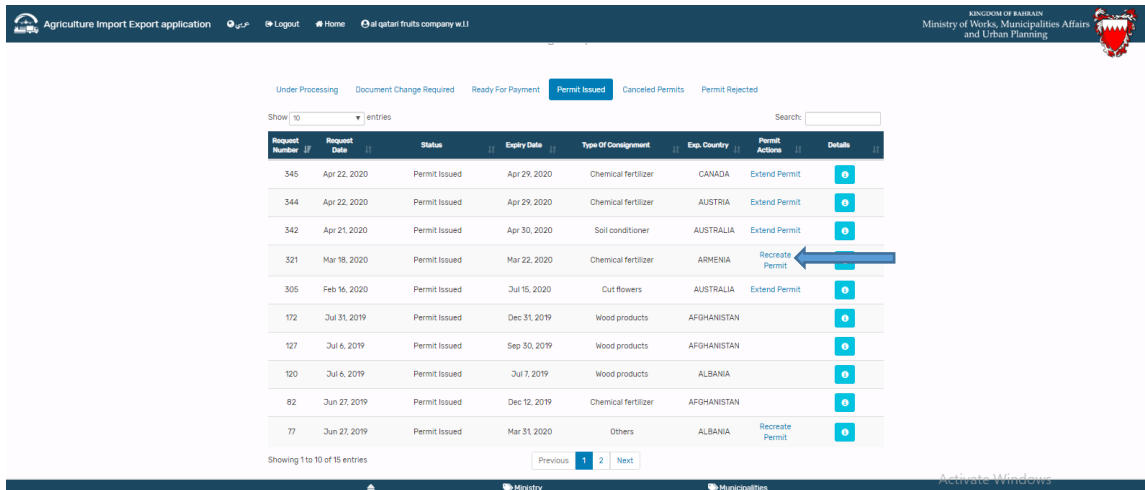 Agriculture Import Export application عربي Logout Home al qatari fruits company w.l.l
KINGDOM OF BAHRAIN
Ministry of Works, Municipalities Affairs
and Urban Planning
Under Processing Document Change Required Ready For Payment Permit Issued Canceled Permits Permit Rejected
Show 10 entries Search:
Request Number Request Date Status Expiry Date Type Of Consignment Exp. Country Permit Actions Details
345 Apr 22, 2020 Permit Issued Apr 29, 2020 Chemical fertilizer CANADA Extend Permit
344 Apr 22, 2020 Permit Issued Apr 29, 2020 Chemical fertilizer AUSTRIA Extend Permit
342 Apr 21, 2020 Permit Issued Apr 30, 2020 Soil conditioner AUSTRALIA Extend Permit
321 Mar 18, 2020 Permit Issued Mar 22, 2020 Chemical fertilizer ARMENIA Recreate Permit
305 Feb 16, 2020 Permit Issued Jul 15, 2020 Cut flowers AUSTRALIA Extend Permit
172 Jul 31, 2019 Permit Issued Dec 31, 2019 Wood products AFGHANISTAN
127 Jul 6, 2019 Permit Issued Sep 30, 2019 Wood products AFGHANISTAN
120 Jul 6, 2019 Permit Issued Jul 7, 2019 Wood products ALBANIA
82 Jun 27, 2019 Permit Issued Dec 12, 2019 Chemical fertilizer AFGHANISTAN
77 Jun 27, 2019 Permit Issued Mar 31, 2020 Others ALBANIA Recreate Permit
Showing 1 to 10 of 15 entries Previous 1 2 Next
Activate Windows
Ministry Municipalities